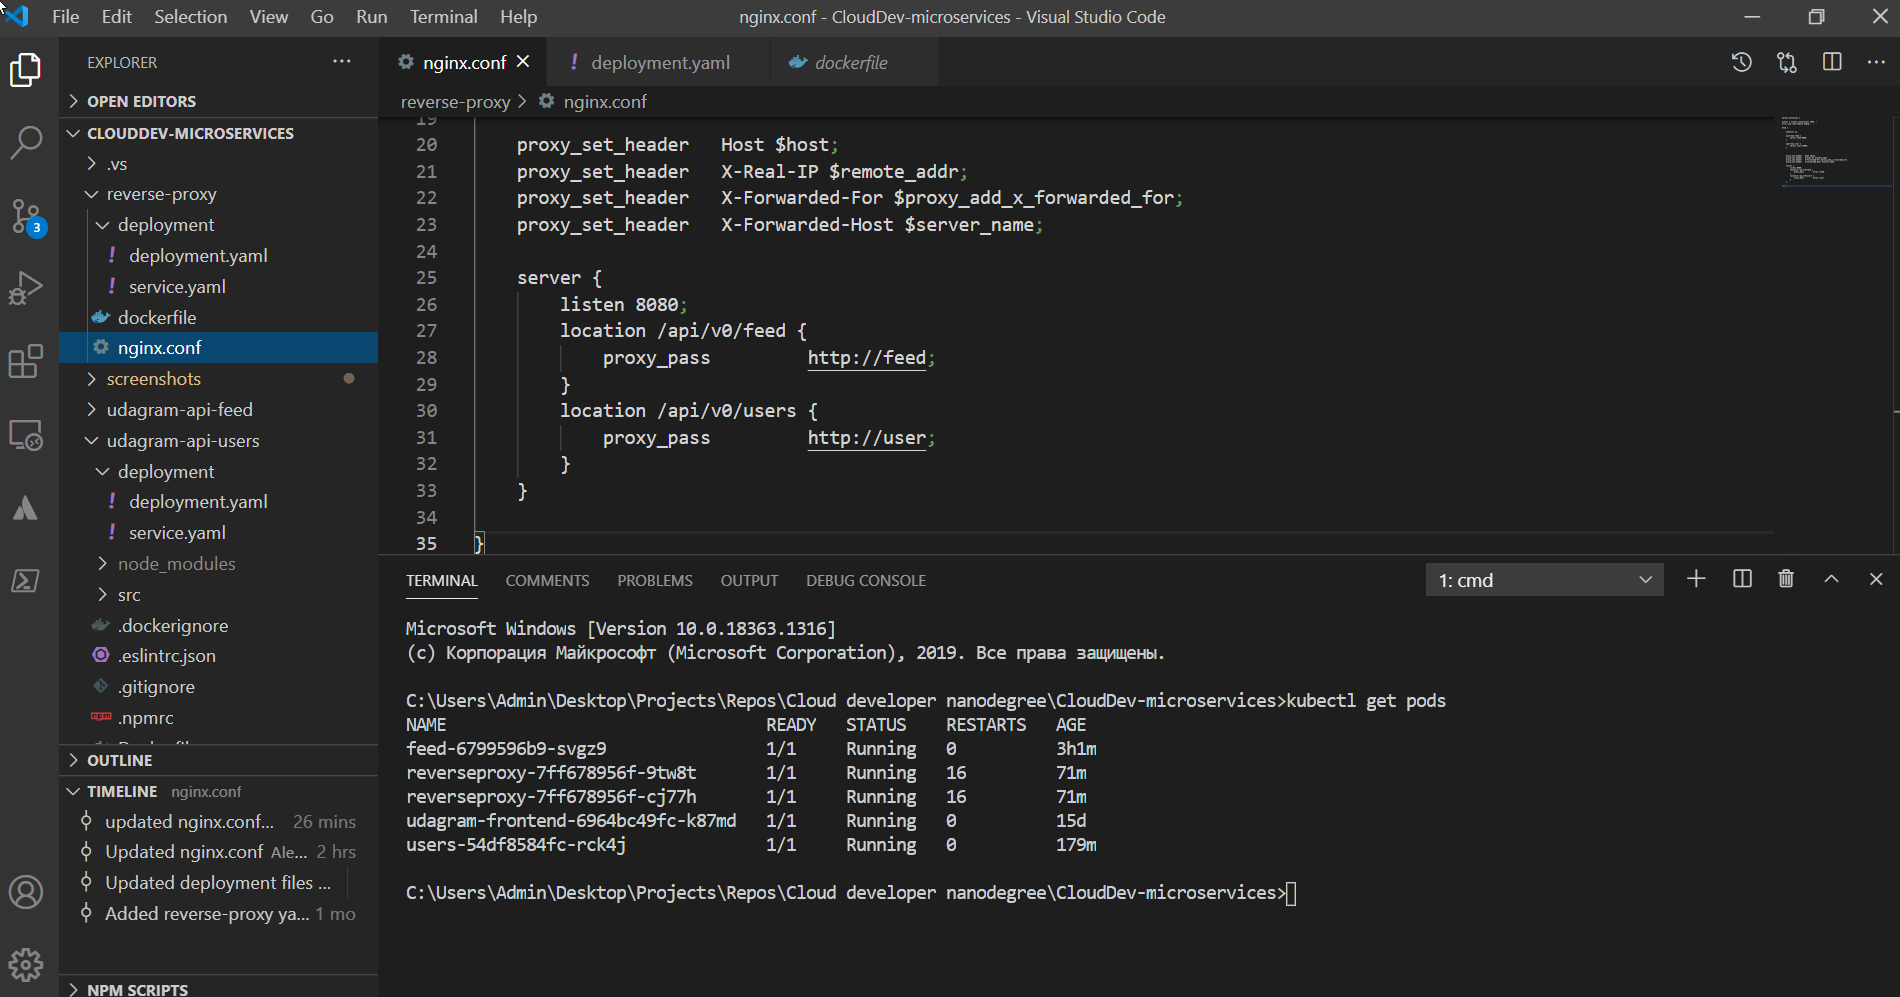 File Edit Selection View Go Run Terminal Help
nginx.conf - CloudDev-microservices - Visual Studio Code
EXPLORER
OPEN EDITORS
CLOUDDEV-MICROSERVICES
.vs
reverse-proxy
deployment
! deployment.yaml
! service.yaml
dockerfile
nginx.conf
screenshots
udagram-api-feed
udagram-api-users
deployment
! deployment.yaml
! service.yaml
node_modules
src
.dockerignore
.eslintrc.json
.gitignore
npm .npmrc
OUTLINE
TIMELINE nginx.conf
updated nginx.conf... 26 mins
Updated nginx.conf Ale... 2 hrs
Updated deployment files ...
Added reverse-proxy ya... 1 mo
NPM SCRIPTS
3
nginx.conf ! deployment.yaml dockerfile
reverse-proxy > nginx.conf
19
20 proxy_set_header Host $host;
21 proxy_set_header X-Real-IP $remote_addr;
22 proxy_set_header X-Forwarded-For $proxy_add_x_forwarded_for;
23 proxy_set_header X-Forwarded-Host $server_name;
24
25 server {
26 listen 8080;
27 location /api/v0/feed {
28 proxy_pass http://feed;
29 }
30 location /api/v0/users {
31 proxy_pass http://user;
32 }
33 }
34
35 }
TERMINAL COMMENTS PROBLEMS OUTPUT DEBUG CONSOLE 1: cmd
Microsoft Windows [Version 10.0.18363.1316]
(c) Корпорация Майкрософт (Microsoft Corporation), 2019. Все права защищены.
C:\Users\Admin\Desktop\Projects\Repos\Cloud developer nanodegree\CloudDev-microservices>kubectl get pods
NAME READY STATUS RESTARTS AGE
feed-6799596b9-svgz9 1/1 Running 0 3h1m
reverseproxy-7ff678956f-9tw8t 1/1 Running 16 71m
reverseproxy-7ff678956f-cj77h 1/1 Running 16 71m
udagram-frontend-6964bc49fc-k87md 1/1 Running 0 15d
users-54df8584fc-rck4j 1/1 Running 0 179m
C:\Users\Admin\Desktop\Projects\Repos\Cloud developer nanodegree\CloudDev-microservices>